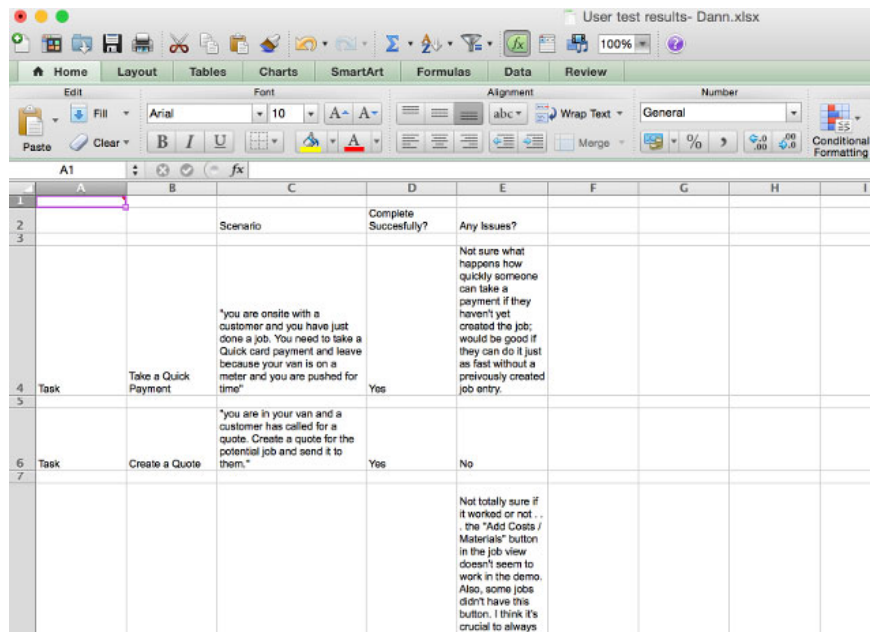 User test results- Dann.xlsx
100%
Home Layout Tables Charts SmartArt Formulas Data Review
Edit Font Alignment Number
Fill Arial 10 A A abc Wrap Text General
Paste Clear B I U A Merge % Conditional
Formatting
A1 fx
A B C D E F G H I
1
Complete
2 Scenario Succesfully? Any Issues?
3
Not sure what
happens how
quickly someone
can take a
payment if they
haven't yet
"you are onsite with a created the job;
customer and you have just would be good if
done a job. You need to take a they can do it just
Quick card payment and leave as fast without a
because your van is on a
Take a Quick meter and you are pushed for preivously created
4 Task Payment time" Yes job entry.
5
"you are in your van and a
customer has called for a
quote. Create a quote for the
potential job and send it to
6 Task Create a Quote them." Yes No
7
Not totally sure if
it worked or not . .
. the "Add Costs /
Materials" button
in the job view
doesn't seem to
work in the demo.
Also, some jobs
didn't have this
button. I think it's
crucial to always